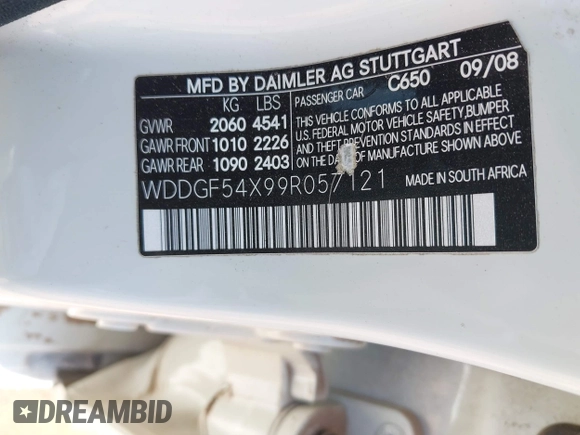 MFD BY DAIMLER AG STUTTGART
KG LBS PASSENGER CAR C650 09/08
GVWR 2060 4541
GAWR FRONT 1010 2226
GAWR REAR 1090 2403
THIS VEHICLE CONFORMS TO ALL APPLICABLE
U.S. FEDERAL MOTOR VEHICLE SAFETY, BUMPER
AND THEFT PREVENTION STANDARDS IN EFFECT
ON THE DATE OF MANUFACTURE SHOWN ABOVE
WDDGF54X99R057121
MADE IN SOUTH AFRICA
DREAMBID